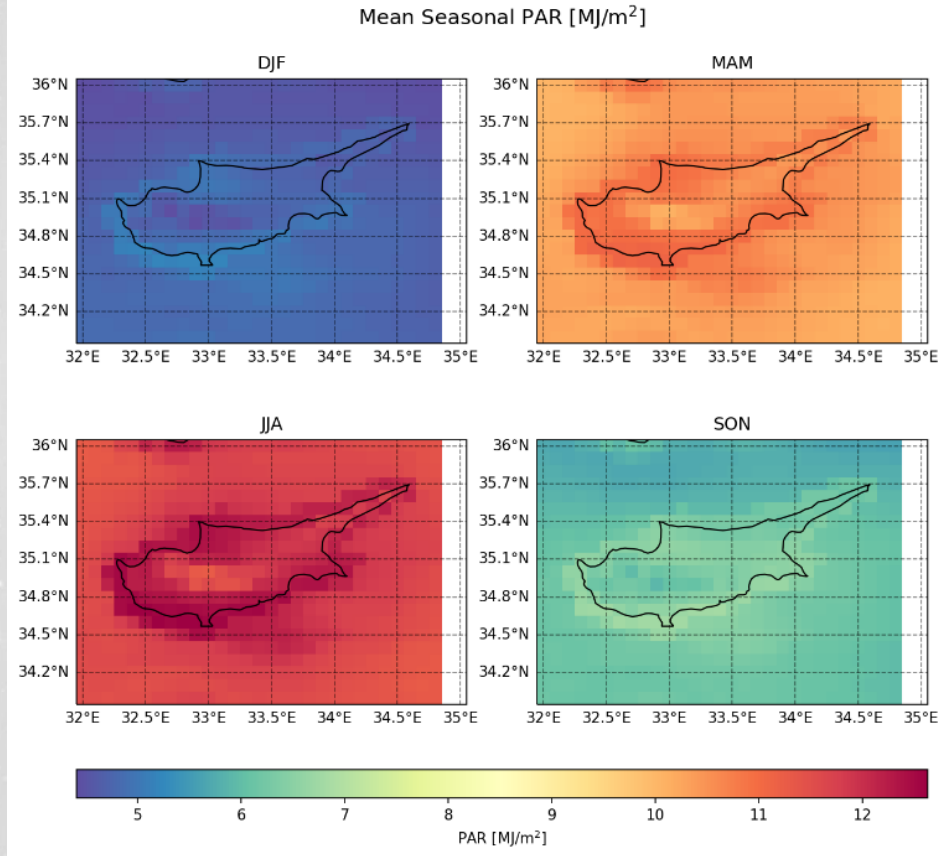 Mean Seasonal PAR [MJ/m²]
DJF
MAM
36°N
35.7°N
35.4°N
35.1°N
34.8°N
34.5°N
34.2°N
32°E 32.5°E 33°E 33.5°E 34°E 34.5°E 35°E
36°N
35.7°N
35.4°N
35.1°N
34.8°N
34.5°N
34.2°N
32°E 32.5°E 33°E 33.5°E 34°E 34.5°E 35°E
JJA
SON
36°N
35.7°N
35.4°N
35.1°N
34.8°N
34.5°N
34.2°N
32°E 32.5°E 33°E 33.5°E 34°E 34.5°E 35°E
36°N
35.7°N
35.4°N
35.1°N
34.8°N
34.5°N
34.2°N
32°E 32.5°E 33°E 33.5°E 34°E 34.5°E 35°E
5 6 7 8 9 10 11 12
PAR [MJ/m²]